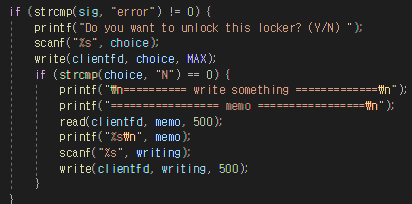 if (strcmp(sig, "error") != 0) {
printf("Do you want to unlock this locker? (Y/N) ");
scanf("%s", choice);
write(clientfd, choice, MAX);
if (strcmp(choice, "N") == 0) {
printf("₩n========== write something =============₩n");
printf("================ memo =================₩n");
read(clientfd, memo, 500);
printf("%s₩n", memo);
scanf("%s", writing);
write(clientfd, writing, 500);
}
}